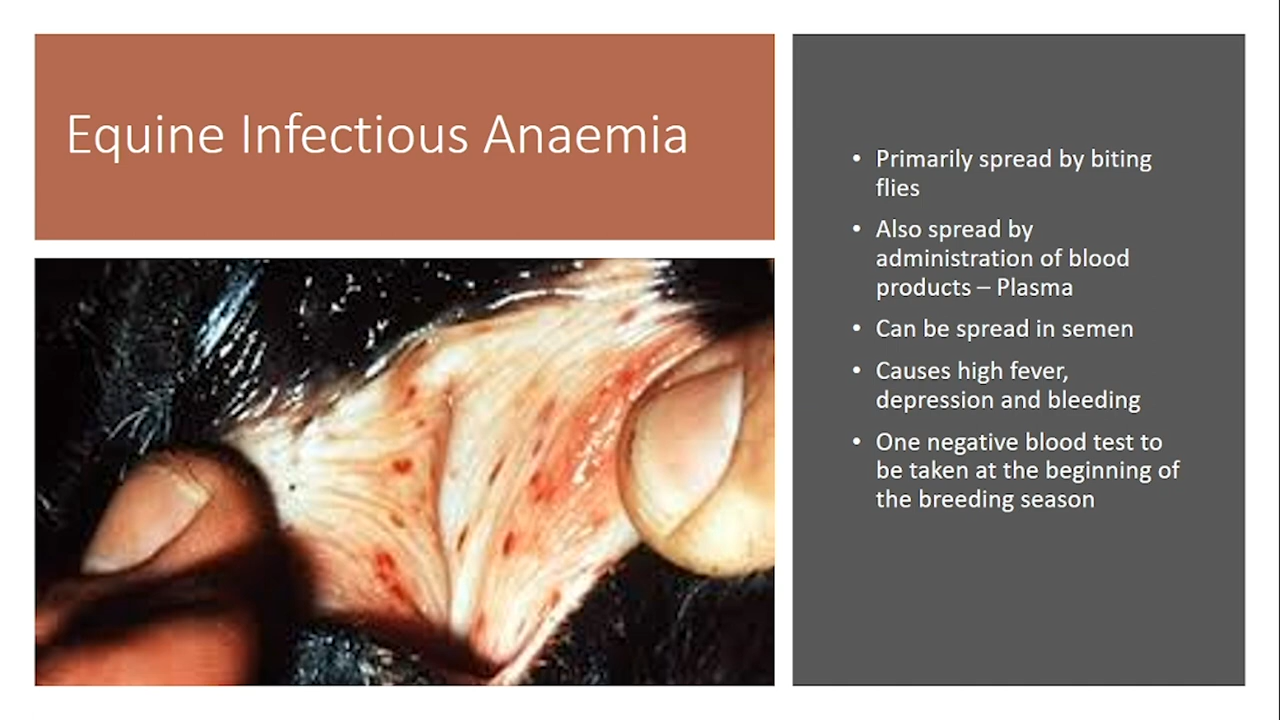 Equine Infectious Anaemia
• Primarily spread by biting
flies
• Also spread by
administration of blood
products – Plasma
• Can be spread in semen
• Causes high fever,
depression and bleeding
• One negative blood test to
be taken at the beginning of
the breeding season